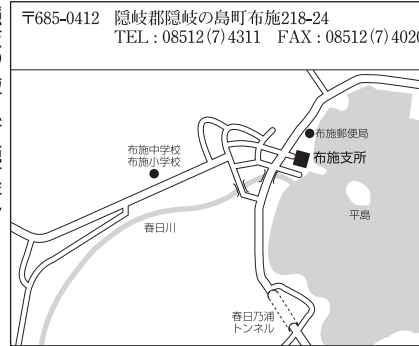 〒685-0412 隠岐郡隠岐の島町布施218-24
TEL : 08512(7)4311 FAX : 08512(7)4020
布施郵便局
布施中学校
布施小学校
布施支所
平島
春日川
春日乃浦
トンネル